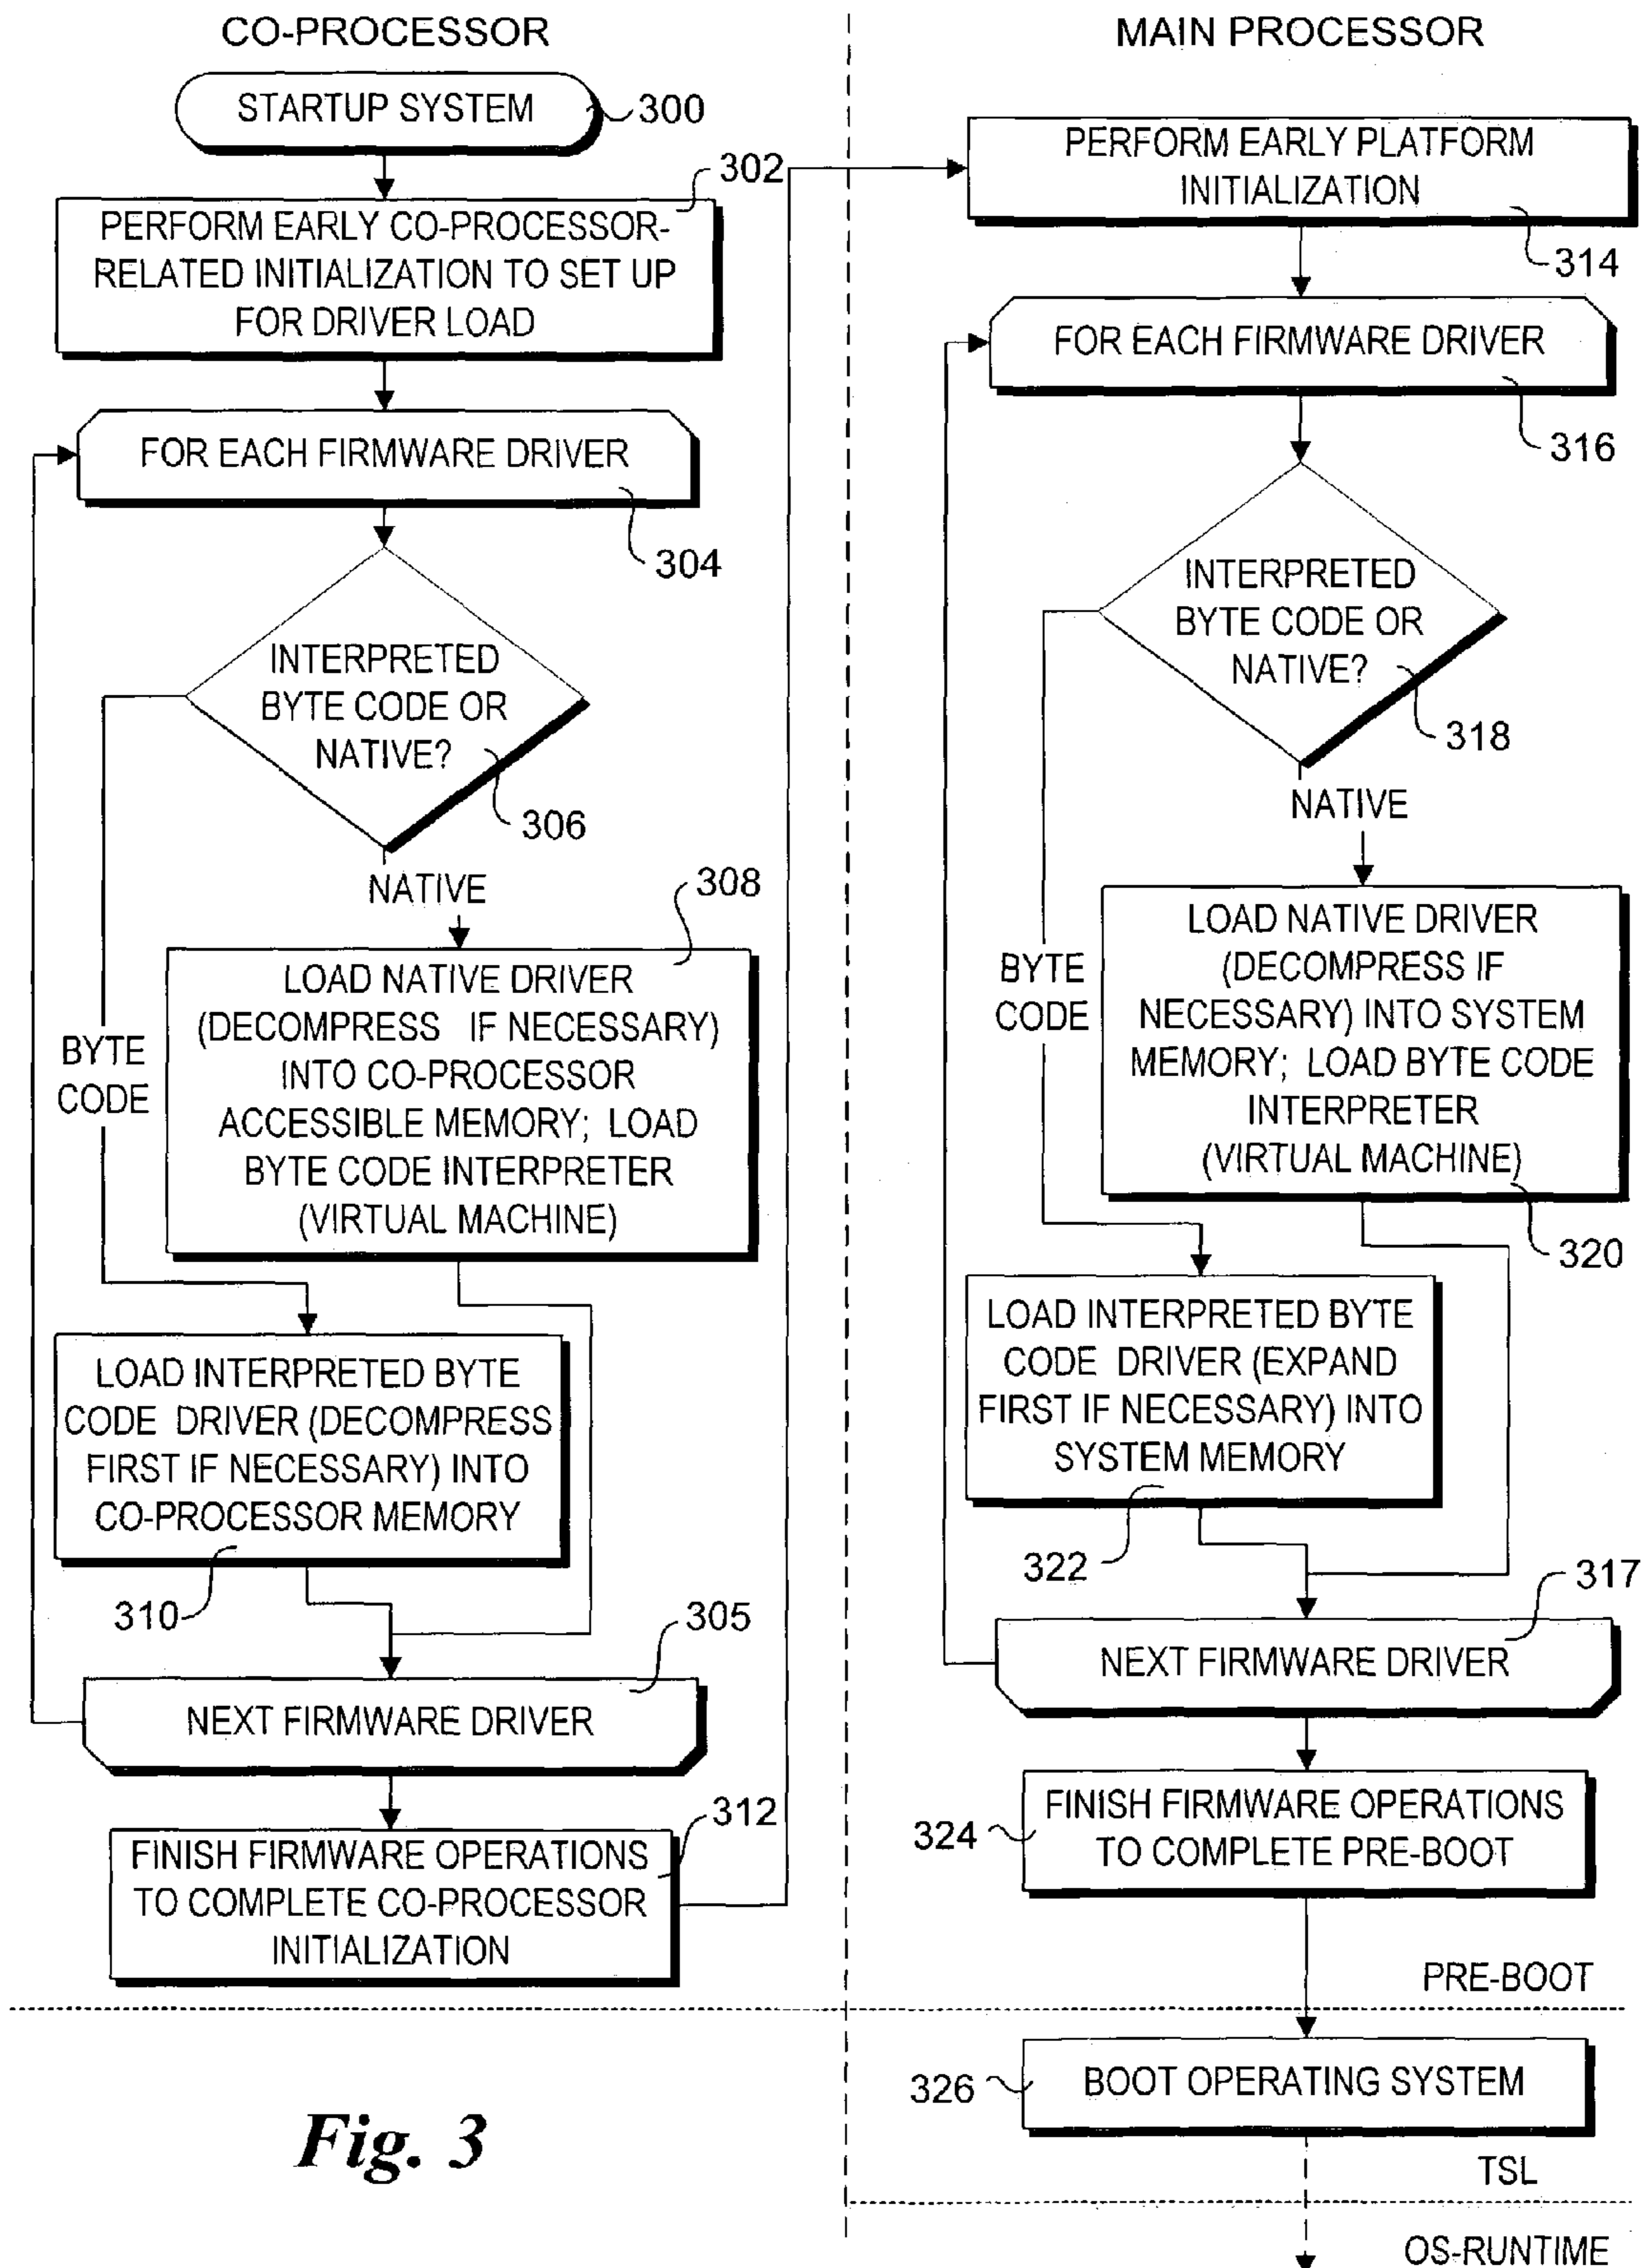 CO-PROCESSOR
STARTUP SYSTEM
300
302
PERFORM EARLY CO-PROCESSOR-
RELATED INITIALIZATION TO SET UP
FOR DRIVER LOAD
FOR EACH FIRMWARE DRIVER
304
INTERPRETED
BYTE CODE OR
NATIVE?
306
NATIVE
308
BYTE
CODE
LOAD NATIVE DRIVER
(DECOMPRESS IF NECESSARY)
INTO CO-PROCESSOR
ACCESSIBLE MEMORY; LOAD
BYTE CODE INTERPRETER
(VIRTUAL MACHINE)
LOAD INTERPRETED BYTE
CODE DRIVER (DECOMPRESS
FIRST IF NECESSARY) INTO
CO-PROCESSOR MEMORY
310
305
NEXT FIRMWARE DRIVER
312
FINISH FIRMWARE OPERATIONS
TO COMPLETE CO-PROCESSOR
INITIALIZATION
MAIN PROCESSOR
PERFORM EARLY PLATFORM
INITIALIZATION
314
FOR EACH FIRMWARE DRIVER
316
INTERPRETED
BYTE CODE OR
NATIVE?
318
NATIVE
BYTE
CODE
LOAD NATIVE DRIVER
(DECOMPRESS IF
NECESSARY) INTO SYSTEM
MEMORY; LOAD BYTE CODE
INTERPRETER
(VIRTUAL MACHINE)
320
LOAD INTERPRETED BYTE
CODE DRIVER (EXPAND
FIRST IF NECESSARY) INTO
SYSTEM MEMORY
322
317
NEXT FIRMWARE DRIVER
324
FINISH FIRMWARE OPERATIONS
TO COMPLETE PRE-BOOT
PRE-BOOT
326
BOOT OPERATING SYSTEM
TSL
OS-RUNTIME
Fig. 3